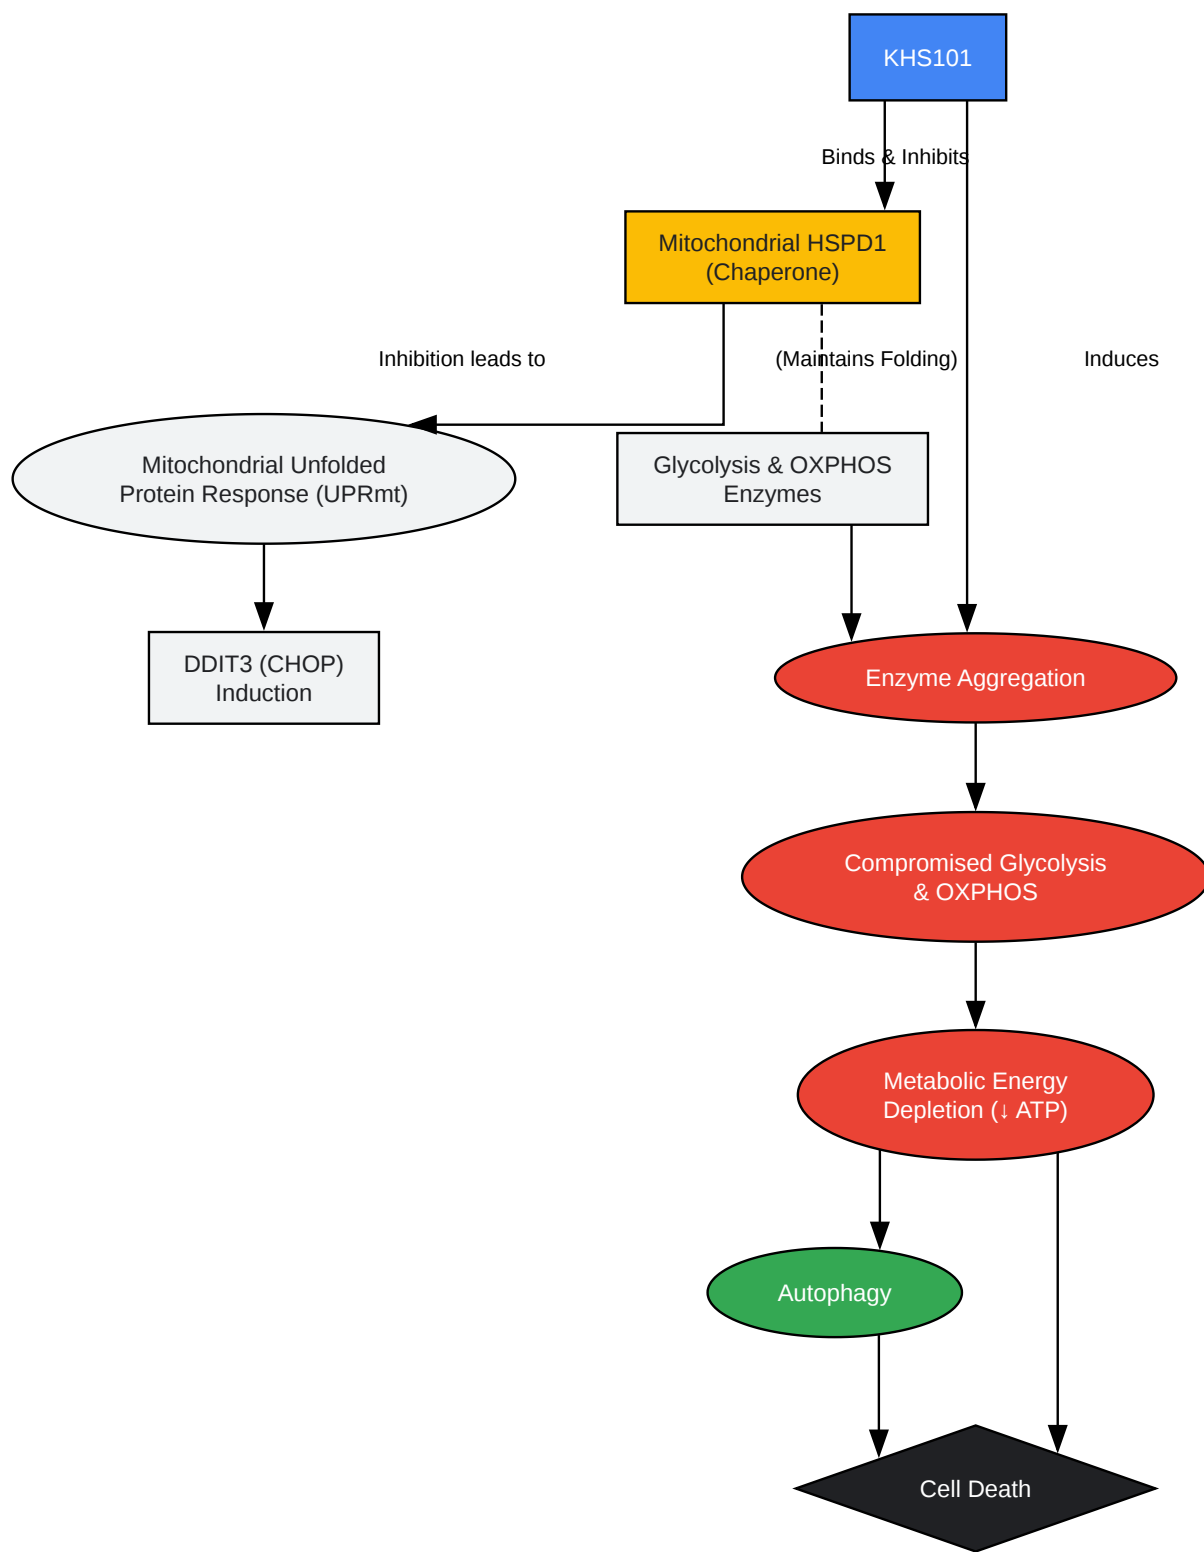 KHS101
Binds & Inhibits
Mitochondrial HSPD1
(Chaperone)
Inhibition leads to
(Maintains Folding)
Induces
Mitochondrial Unfolded
Protein Response (UPRmt)
Glycolysis & OXPHOS
Enzymes
DDIT3 (CHOP)
Induction
Enzyme Aggregation
Compromised Glycolysis
& OXPHOS
Metabolic Energy
Depletion (↓ ATP)
Autophagy
Cell Death